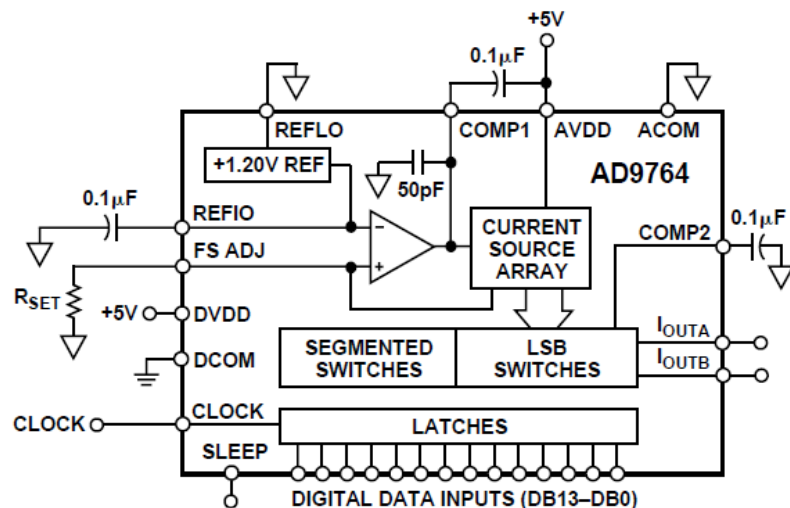 +5V
0.1µF
REFLO
COMP1
AVDD
ACOM
+1.20V REF
50pF
AD9764
0.1µF
REFIO
CURRENT
SOURCE
ARRAY
COMP2
0.1µF
FS ADJ
RSET
+5V
DVDD
IOUTA
DCOM
SEGMENTED
SWITCHES
LSB
SWITCHES
IOUTB
CLOCK
CLOCK
LATCHES
SLEEP
DIGITAL DATA INPUTS (DB13–DB0)